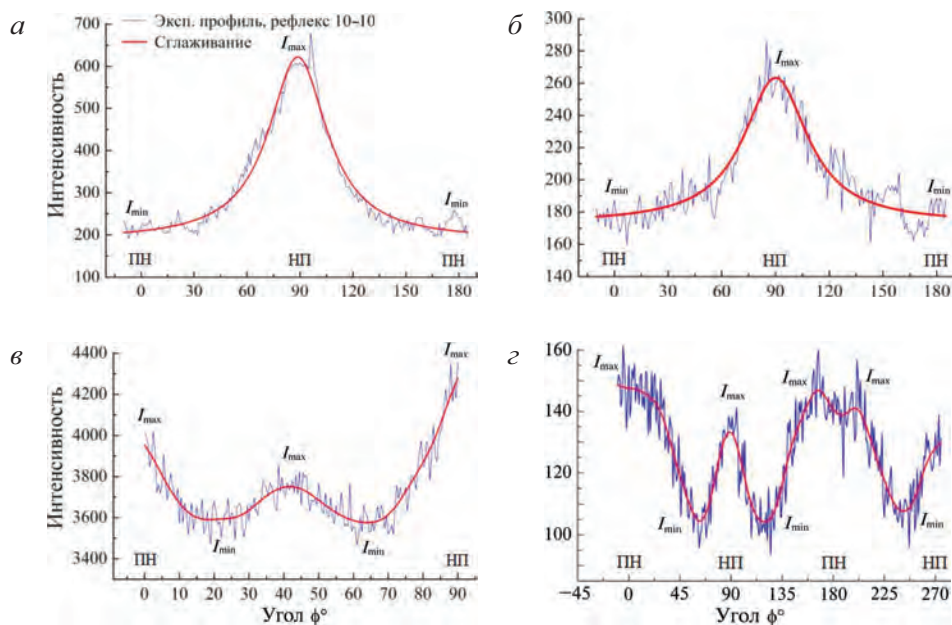 а
Эксп. профиль, рефлекс 10–10
Сглаживание
700
600
500
400
300
200
100
Интенсивность
Imax
Imin
Imin
ПН
НП
ПН
0 30 60 90 120 150 180
б
300
280
260
240
220
200
180
160
140
Imax
Imin
Imin
ПН
НП
ПН
0 30 60 90 120 150 180
в
4400
4200
4000
3800
3600
3400
Интенсивность
Imax
Imax
Imax
Imin
Imin
ПН
НП
0 10 20 30 40 50 60 70 80 90
Угол ϕ°
г
160
140
120
100
Imax
Imax
Imax
Imax
Imin
Imin
Imin
ПН
НП
ПН
НП
−45 0 45 90 135 180 225 270
Угол ϕ°